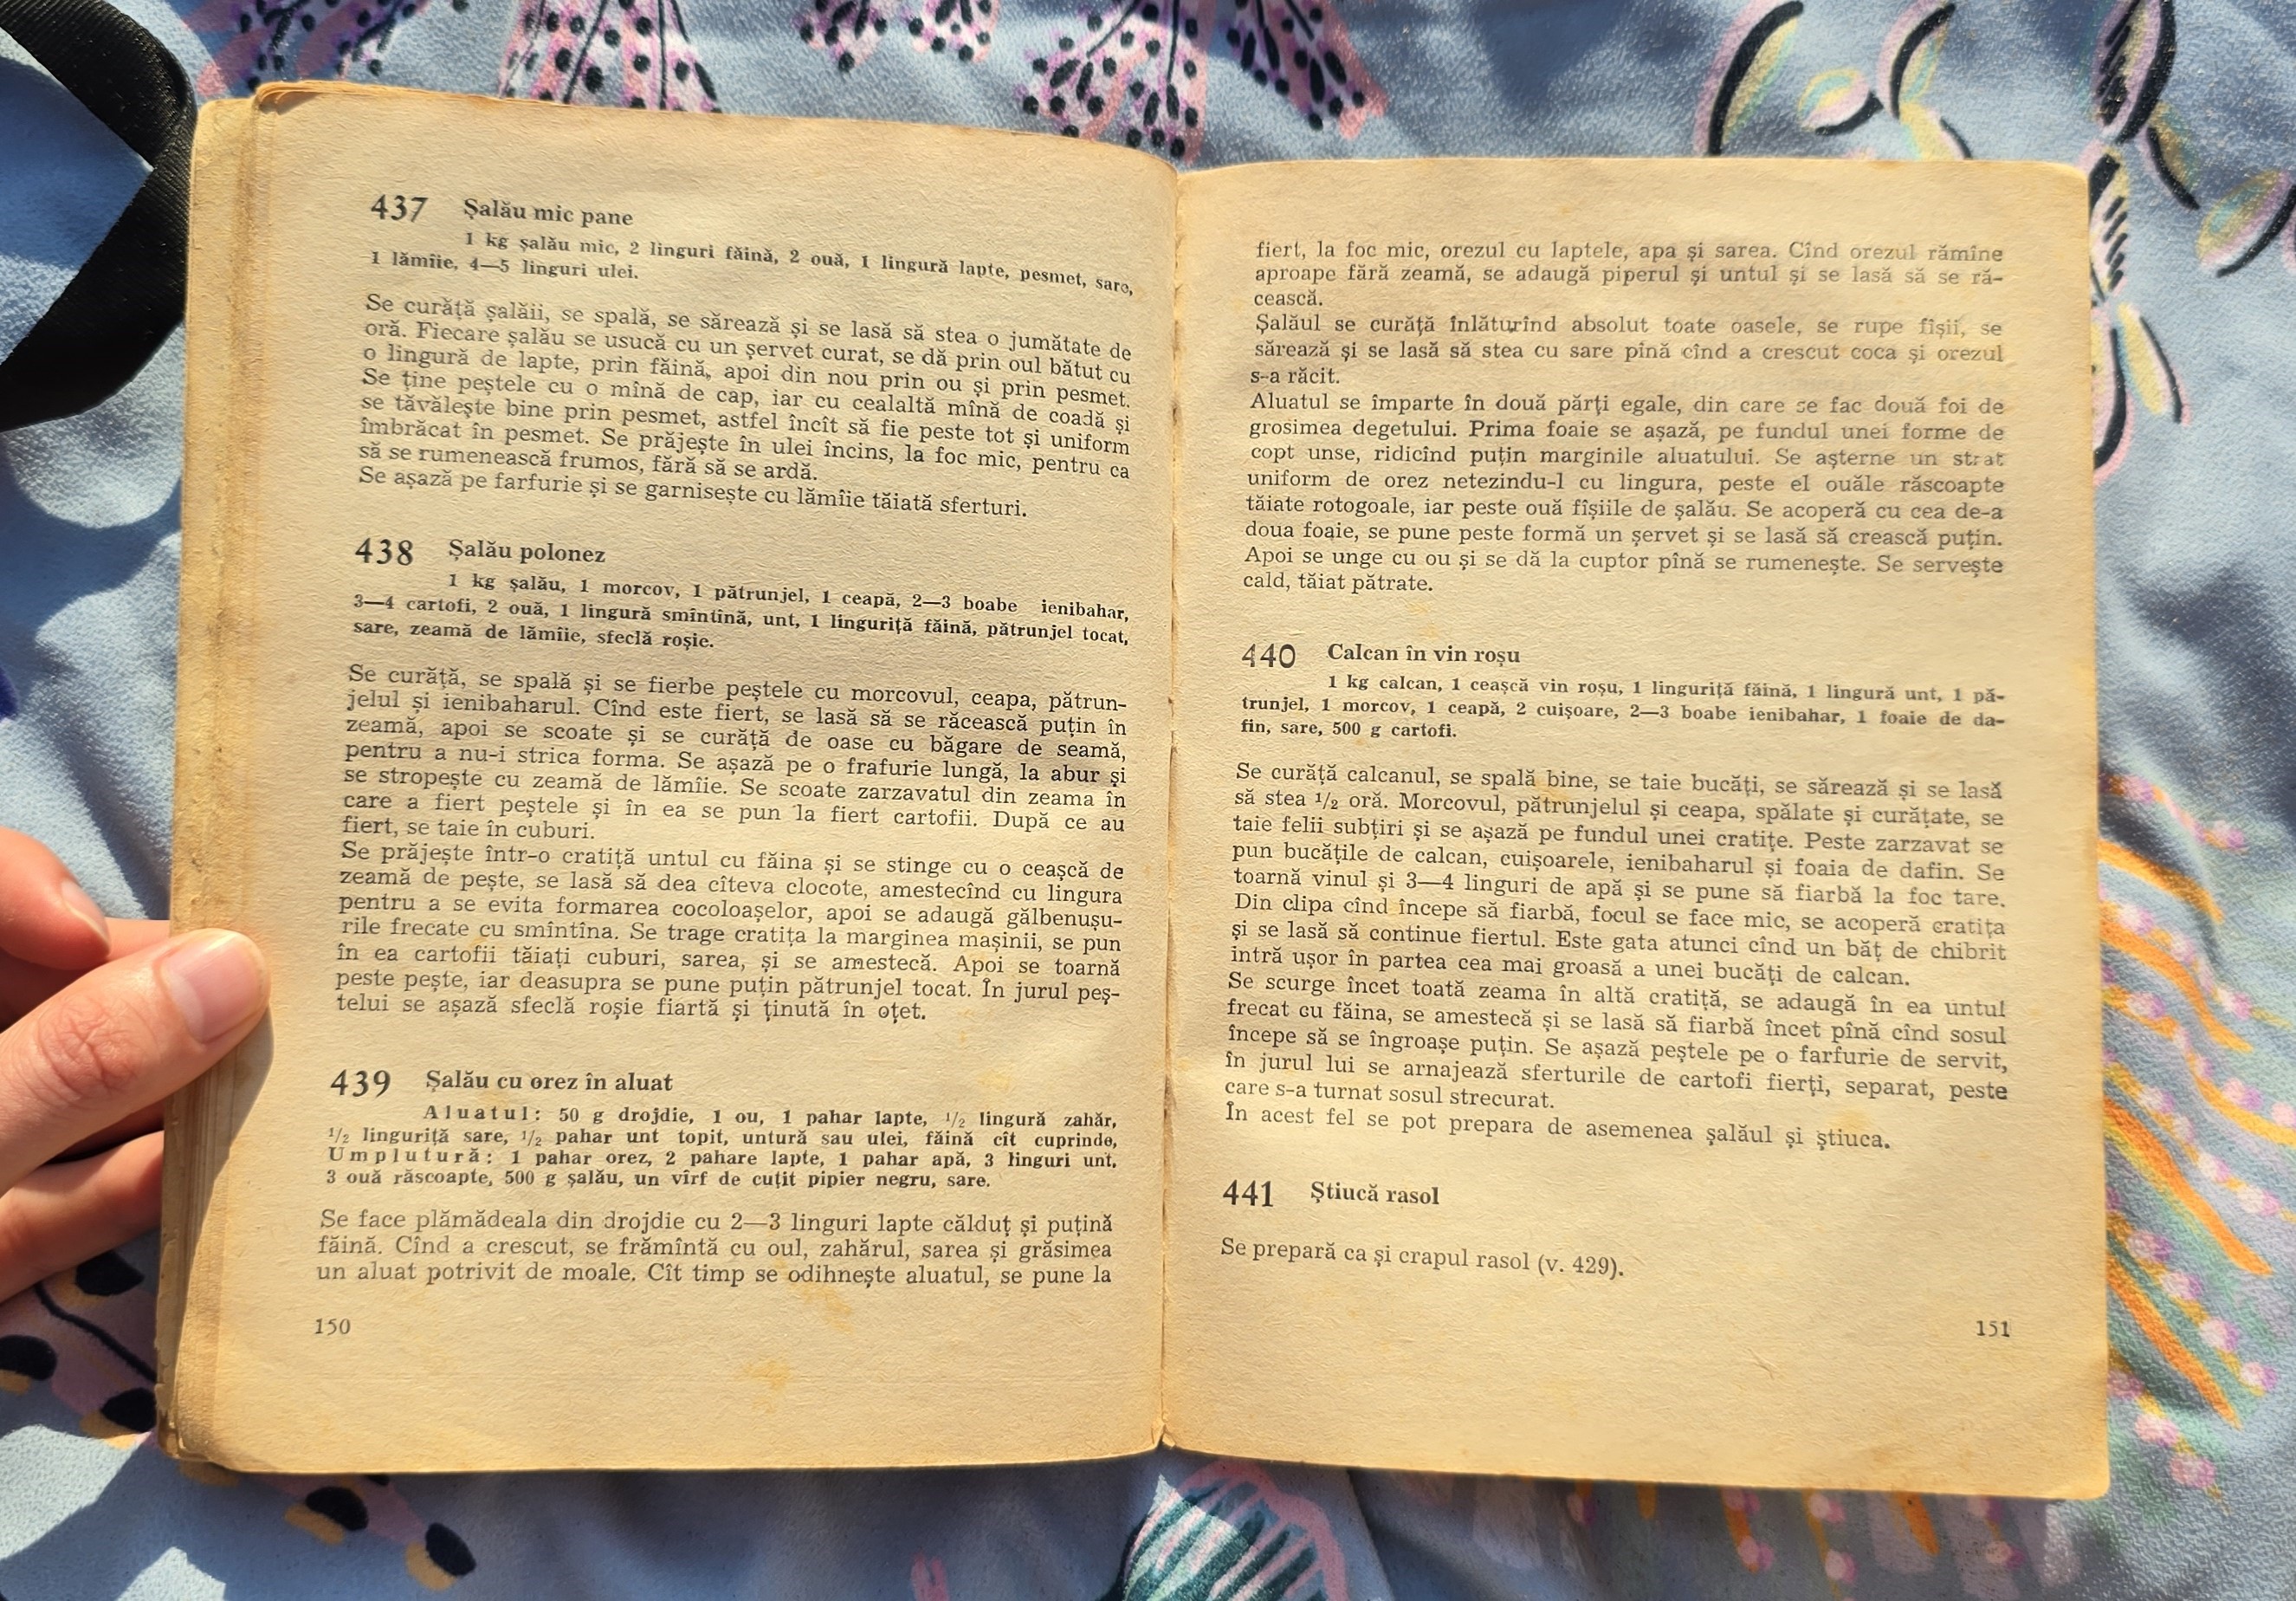 437 Șalău mic pane
1 kg șalău mic, 2 linguri făină, 2 ouă, 1 lingură lapte, pesmet, sare,
1 lămîie, 4—5 linguri ulei.
Se curăță șalăii, se spală, se sărează și se lasă să stea o jumătate de
oră. Fiecare șalău se usucă cu un șervet curat, se dă prin oul bătut cu
o lingură de lapte, prin făină, apoi din nou prin ou și prin pesmet.
Se ține peștele cu o mînă de cap, iar cu cealaltă mînă de coadă și
se tăvălește bine prin pesmet, astfel încît să fie peste tot și uniform
îmbrăcat în pesmet. Se prăjește în ulei încins, la foc mic, pentru ca
să se rumenească frumos, fără să se ardă.
Se așază pe farfurie și se garnisește cu lămîie tăiată sferturi.
438 Șalău polonez
1 kg șalău, 1 morcov, 1 pătrunjel, 1 ceapă, 2—3 boabe ienibahar,
3—4 cartofi, 2 ouă, 1 lingură smîntînă, unt, 1 linguriță făină, pătrunjel tocat,
sare, zeamă de lămîie, sfeclă roșie.
Se curăță, se spală și se fierbe peștele cu morcovul, ceapa, pătrun-
jelul și ienibaharul. Cînd este fiert, se lasă să se răcească puțin în
zeamă, apoi se scoate și se curăță de oase cu băgare de seamă,
pentru a nu-i strica forma. Se așază pe o frafurie lungă, la abur și
se stropește cu zeamă de lămîie. Se scoate zarzavatul din zeama în
care a fiert peștele și în ea se pun la fiert cartofii. După ce au
fiert, se taie în cuburi.
Se prăjește într-o cratiță untul cu făina și se stinge cu o ceașcă de
zeamă de pește, se lasă să dea cîteva clocote, amestecînd cu lingura
pentru a se evita formarea cocoloașelor, apoi se adaugă gălbenușu-
rile frecate cu smîntîna. Se trage cratița la marginea mașinii, se pun
în ea cartofii tăiați cuburi, sarea, și se amestecă. Apoi se toarnă
peste pește, iar deasupra se pune puțin pătrunjel tocat. În jurul peș-
telui se așază sfeclă roșie fiartă și ținută în oțet.
439 Șalău cu orez în aluat
Aluatul: 50 g drojdie, 1 ou, 1 pahar lapte, 1/2 lingură zahăr,
1/2 linguriță sare, 1/2 pahar unt topit, untură sau ulei, făină cît cuprinde,
Umplutură: 1 pahar orez, 2 pahare lapte, 1 pahar apă, 3 linguri unt,
3 ouă răscoapte, 500 g șalău, un vîrf de cuțit pipier negru, sare.
Se face plămădeala din drojdie cu 2—3 linguri lapte călduț și puțină
făină. Cînd a crescut, se frămîntă cu oul, zahărul, sarea și grăsimea
un aluat potrivit de moale. Cît timp se odihnește aluatul, se pune la
150
fiert, la foc mic, orezul cu laptele, apa și sarea. Cînd orezul rămîne
aproape fără zeamă, se adaugă piperul și untul și se lasă să se ră-
cească.
Șalăul se curăță înlăturînd absolut toate oasele, se rupe fîșii, se
sărează și se lasă să stea cu sare pînă cînd a crescut coca și orezul
s-a răcit.
Aluatul se împarte în două părți egale, din care se fac două foi de
grosimea degetului. Prima foaie se așază, pe fundul unei forme de
copt unse, ridicînd puțin marginile aluatului. Se așterne un strat
uniform de orez netezindu-l cu lingura, peste el ouăle răscoapte
tăiate rotogoale, iar peste ouă fîșiile de șalău. Se acoperă cu cea de-a
doua foaie, se pune peste formă un șervet și se lasă să crească puțin.
Apoi se unge cu ou și se dă la cuptor pînă se rumenește. Se servește
cald, tăiat pătrate.
440 Calcan în vin roșu
1 kg calcan, 1 ceașcă vin roșu, 1 linguriță făină, 1 lingură unt, 1 pă-
trunjel, 1 morcov, 1 ceapă, 2 cuișoare, 2—3 boabe ienibahar, 1 foaie de da-
fin, sare, 500 g cartofi.
Se curăță calcanul, se spală bine, se taie bucăți, se sărează și se lasă
să stea 1/2 oră. Morcovul, pătrunjelul și ceapa, spălate și curățate, se
taie felii subțiri și se așază pe fundul unei cratițe. Peste zarzavat se
pun bucățile de calcan, cuișoarele, ienibaharul și foaia de dafin. Se
toarnă vinul și 3—4 linguri de apă și se pune să fiarbă la foc tare.
Din clipa cînd începe să fiarbă, focul se face mic, se acoperă cratița
și se lasă să continue fiertul. Este gata atunci cînd un băț de chibrit
intră ușor în partea cea mai groasă a unei bucăți de calcan.
Se scurge încet toată zeama în altă cratiță, se adaugă în ea untul
frecat cu făina, se amestecă și se lasă să fiarbă încet pînă cînd sosul
începe să se îngroașe puțin. Se așază peștele pe o farfurie de servit,
în jurul lui se arnajează sferturile de cartofi fierți, separat, peste
care s-a turnat sosul strecurat.
În acest fel se pot prepara de asemenea șalăul și știuca.
441 Știucă rasol
Se prepară ca și crapul rasol (v. 429).
151